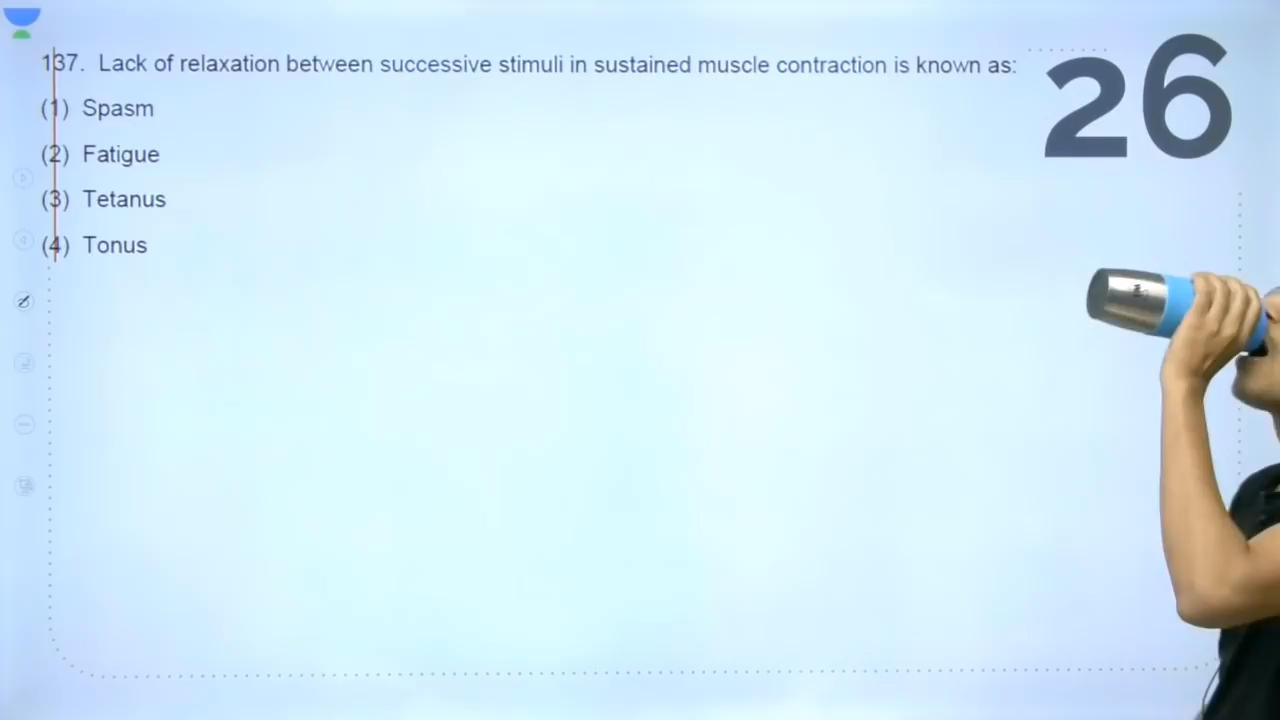 137. Lack of relaxation between successive stimuli in sustained muscle contraction is known as:
26
(1) Spasm
(2) Fatigue
(3) Tetanus
(4) Tonus